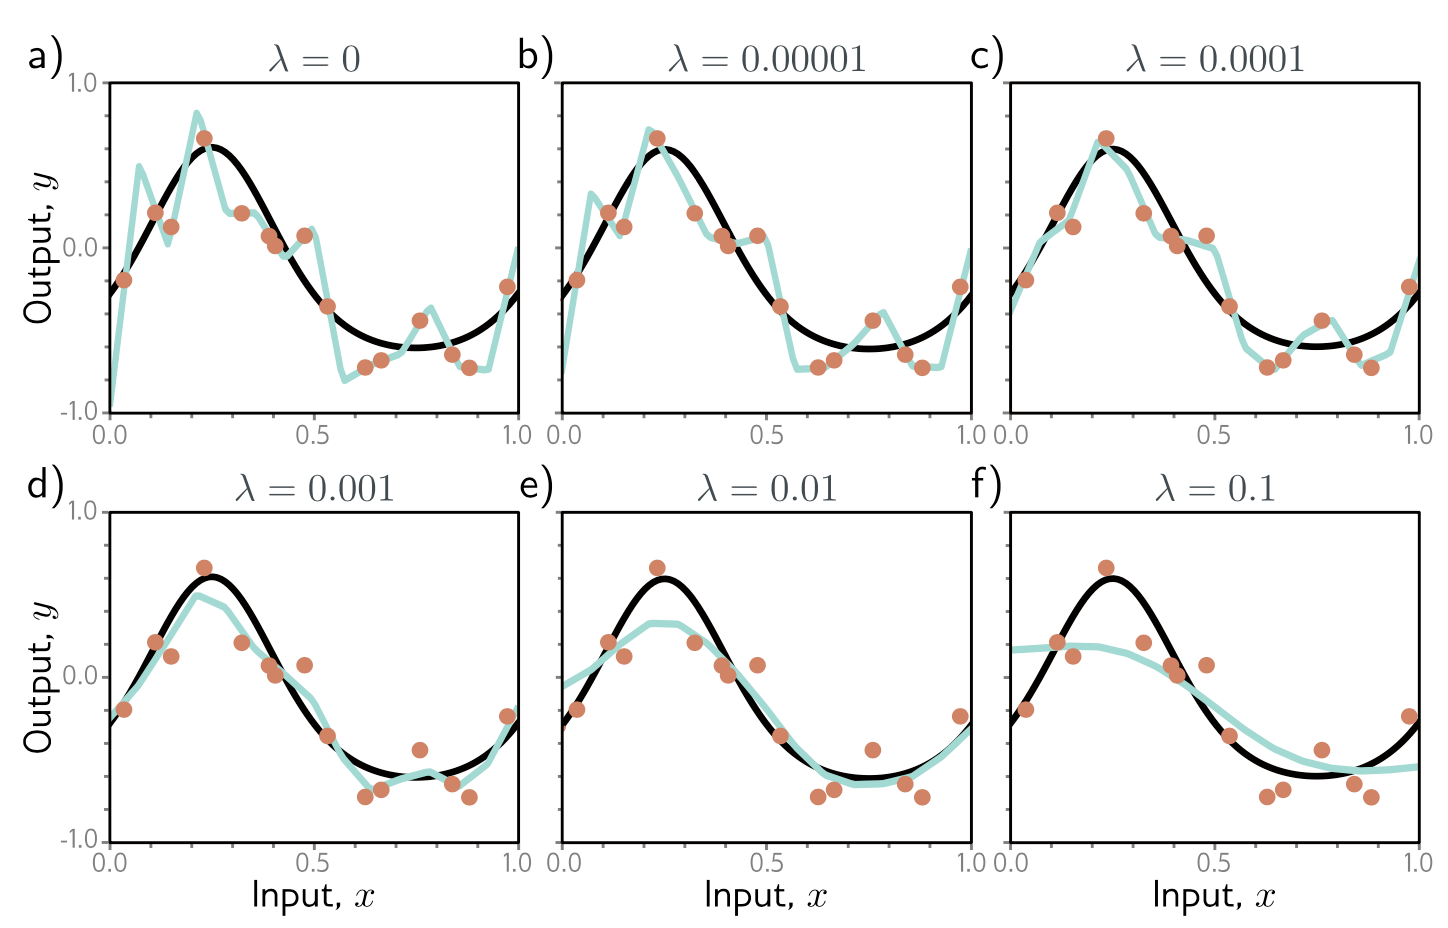 a) λ = 0
b) λ = 0.00001
c) λ = 0.0001
1.0
0.0
-1.0
Output, y
0.0 0.5 1.0
0.0 0.5 1.0
0.0 0.5 1.0
d) λ = 0.001
e) λ = 0.01
f) λ = 0.1
1.0
0.0
-1.0
Output, y
0.0 0.5 1.0
0.0 0.5 1.0
0.0 0.5 1.0
Input, x
Input, x
Input, x